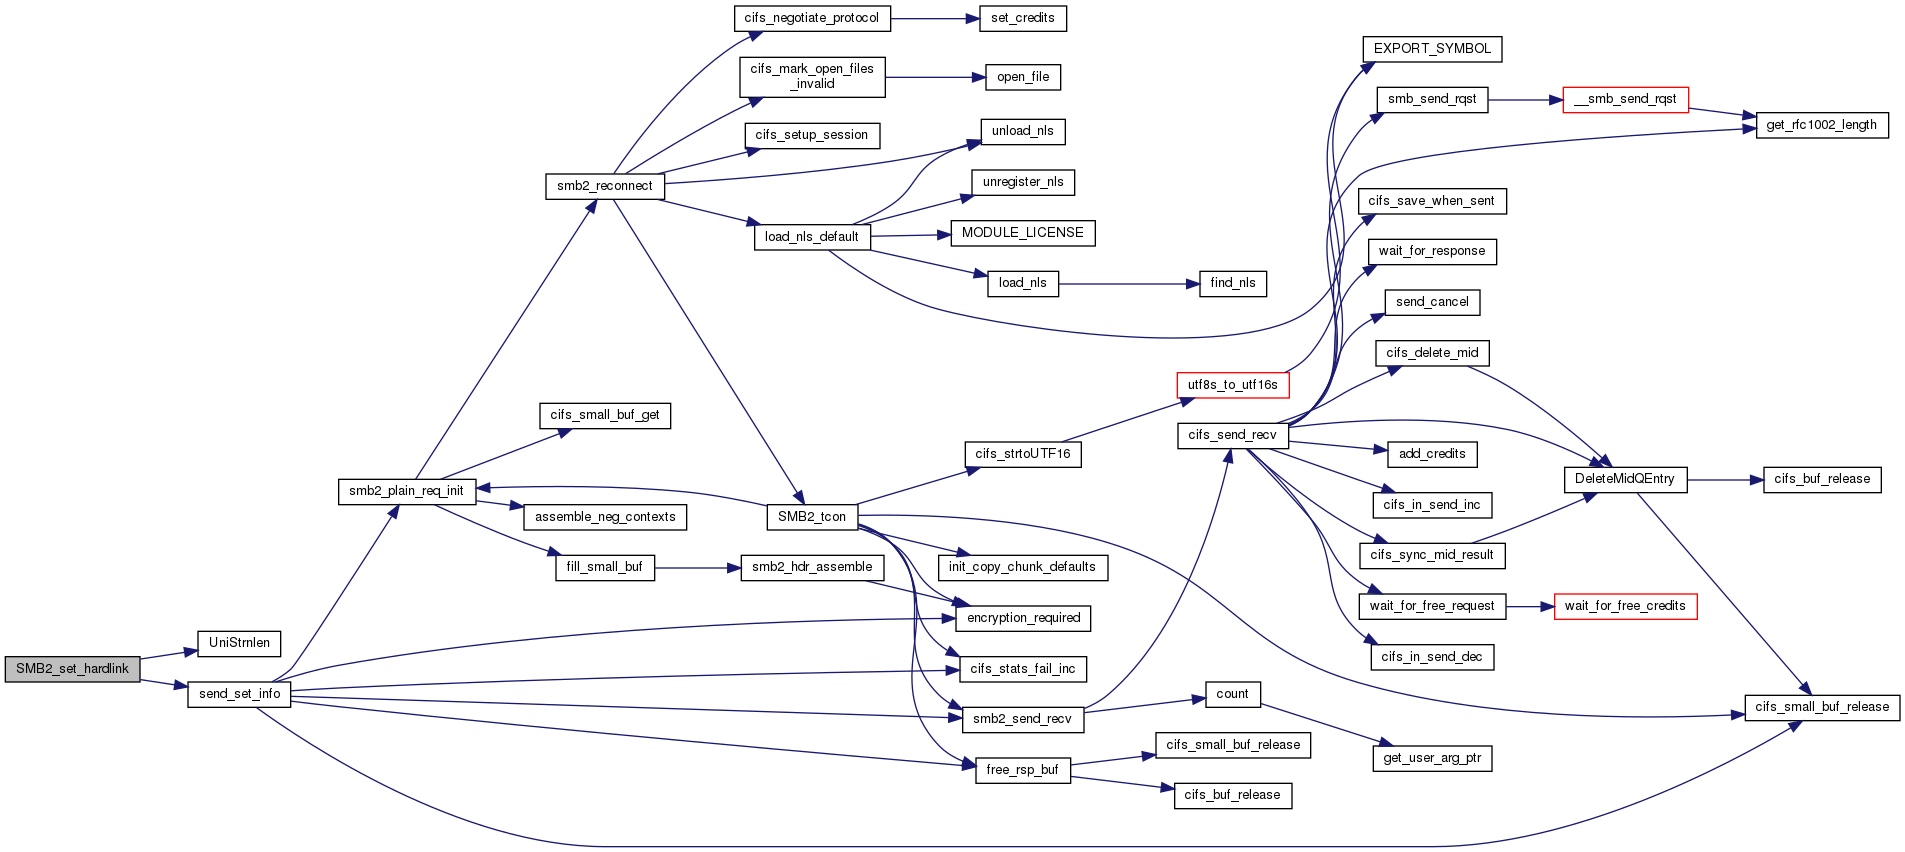 SMB2_set_hardlink
UniStrnlen
send_set_info
smb2_plain_req_init
smb2_reconnect
cifs_small_buf_get
assemble_neg_contexts
fill_small_buf
cifs_negotiate_protocol
cifs_mark_open_files
_invalid
cifs_setup_session
load_nls_default
SMB2_tcon
smb2_hdr_assemble
set_credits
open_file
unload_nls
unregister_nls
MODULE_LICENSE
load_nls
find_nls
cifs_strtoUTF16
init_copy_chunk_defaults
encryption_required
cifs_stats_fail_inc
smb2_send_recv
free_rsp_buf
utf8s_to_utf16s
cifs_send_recv
count
cifs_small_buf_release
cifs_buf_release
EXPORT_SYMBOL
smb_send_rqst
cifs_save_when_sent
wait_for_response
send_cancel
cifs_delete_mid
add_credits
cifs_in_send_inc
cifs_sync_mid_result
wait_for_free_request
cifs_in_send_dec
get_user_arg_ptr
__smb_send_rqst
DeleteMidQEntry
wait_for_free_credits
get_rfc1002_length
cifs_buf_release
cifs_small_buf_release